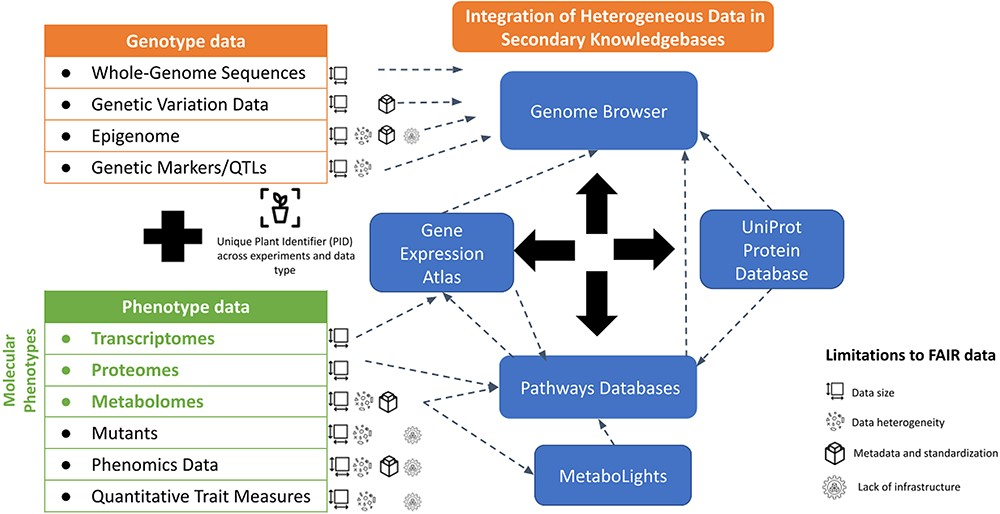 Integration of Heterogeneous Data in
Secondary Knowledgebases
Genotype data
● Whole-Genome Sequences
● Genetic Variation Data
● Epigenome
● Genetic Markers/QTLs
Unique Plant Identifier (PID)
across experiments and data
type
Molecular
Phenotypes
Phenotype data
● Transcriptomes
● Proteomes
● Metabolomes
● Mutants
● Phenomics Data
● Quantitative Trait Measures
Genome Browser
Gene
Expression
Atlas
UniProt
Protein
Database
Pathways Databases
MetaboLights
Limitations to FAIR data
Data size
Data heterogeneity
Metadata and standardization
Lack of infrastructure